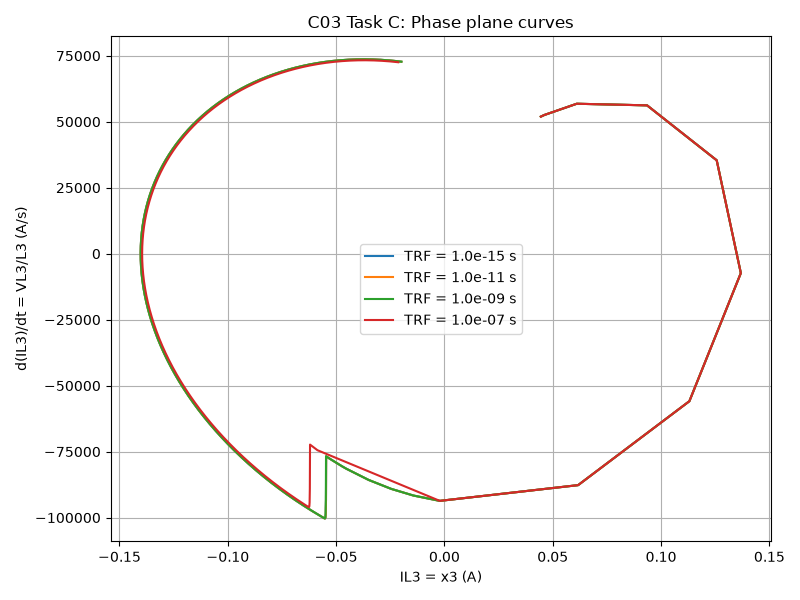 C03 Task C: Phase plane curves
d(IL3)/dt = VL3/L3 (A/s)
75000
50000
25000
0
−25000
−50000
−75000
−100000
TRF = 1.0e-15 s
TRF = 1.0e-11 s
TRF = 1.0e-09 s
TRF = 1.0e-07 s
−0.15 −0.10 −0.05 0.00 0.05 0.10 0.15
IL3 = x3 (A)